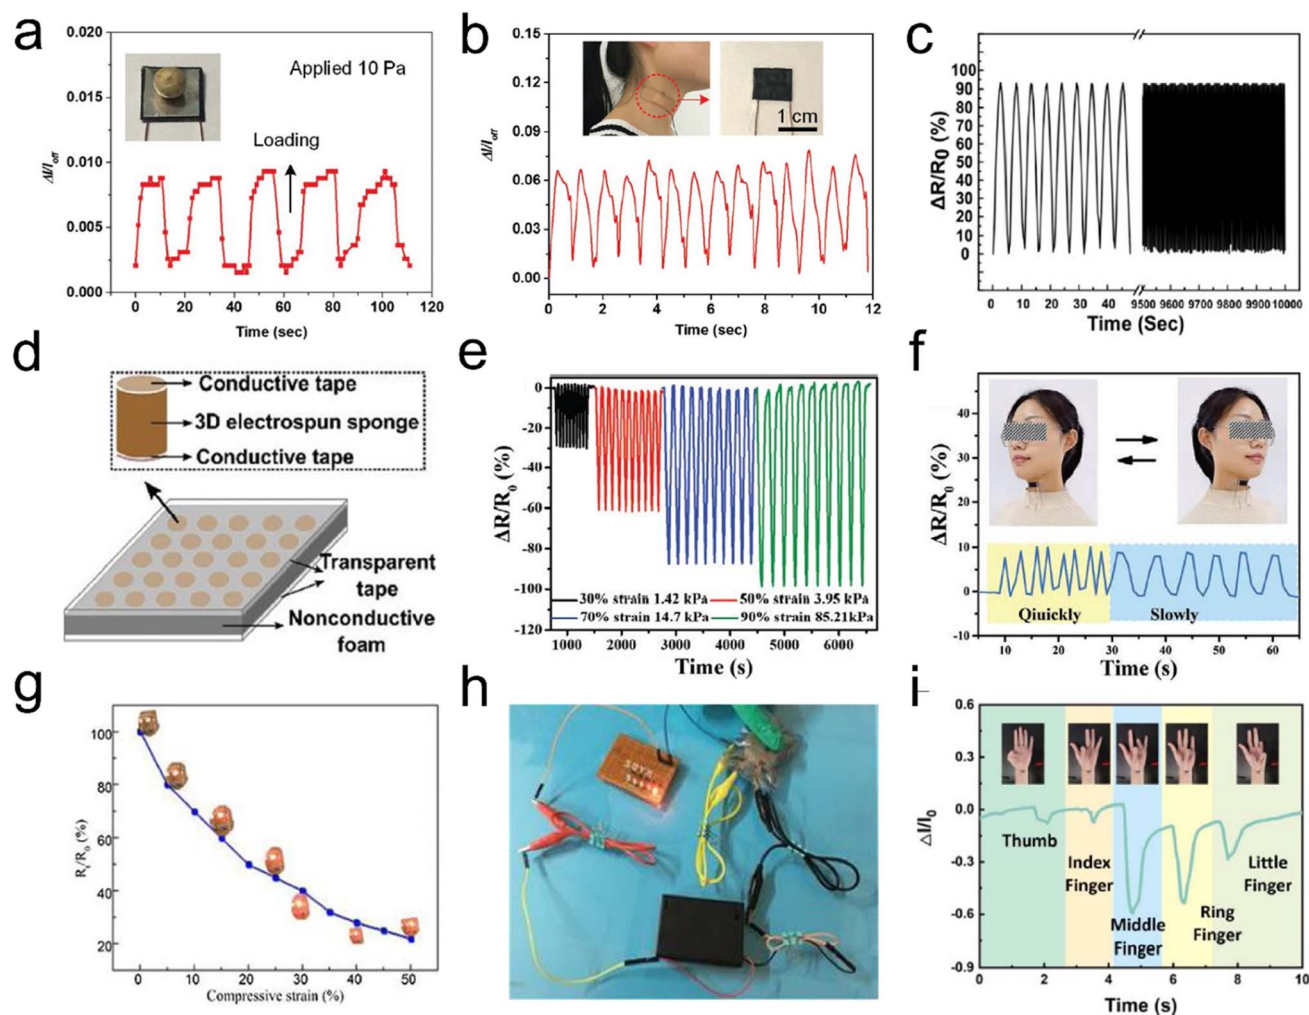 a
0.020
0.015
0.010
0.005
0.000
ΔI/Ioff
Applied 10 Pa
Loading
0 20 40 60 80 100 120
Time (sec)
b
0.15
0.12
0.09
0.06
0.03
0.00
ΔI/Ioff
1 cm
0 2 4 6 8 10 12
Time (sec)
c
100
90
80
70
60
50
40
30
20
10
0
ΔR/R0 (%)
0 10 20 30 40 9500 9600 9700 9800 9900 10000
Time (Sec)
d
Conductive tape
3D electrospun sponge
Conductive tape
Transparent
tape
Nonconductive
foam
e
0
-20
-40
-60
-80
-100
-120
ΔR/R0 (%)
30% strain 1.42 kPa 50% strain 3.95 kPa
70% strain 14.7 kPa 90% strain 85.21kPa
1000 2000 3000 4000 5000 6000
Time (s)
f
40
30
20
10
0
-10
ΔR/R0 (%)
Qiuickly Slowly
10 20 30 40 50 60
Time (s)
g
100
80
60
40
20
0 10 20 30 40 50
Compressive strain (%)
h
i
0.6
0.3
0.0
-0.3
-0.6
-0.9
ΔI/I0
Thumb
Index
Finger
Middle
Finger
Ring
Finger
Little
Finger
0 2 4 6 8 10
Time (s)